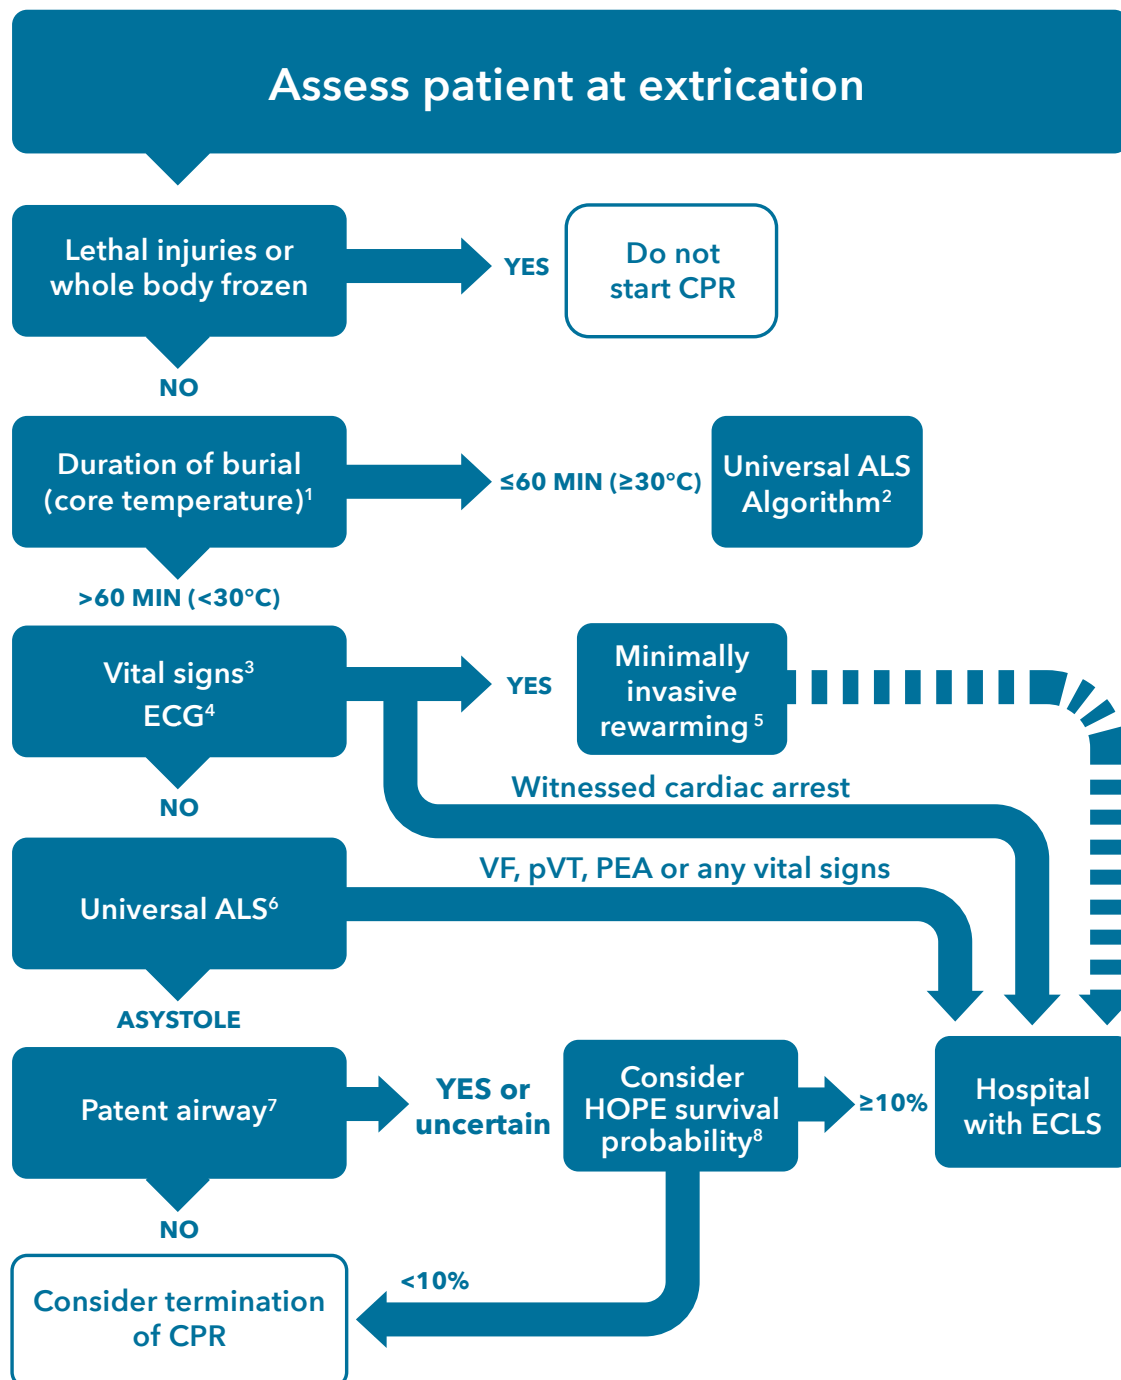 Assess patient at extrication
Lethal injuries or
whole body frozen
YES
Do not
start CPR
NO
Duration of burial
(core temperature)¹
≤60 MIN (≥30°C)
Universal ALS
Algorithm²
>60 MIN (<30°C)
Vital signs³
ECG⁴
YES
Minimally
invasive
rewarming ⁵
Witnessed cardiac arrest
NO
Universal ALS⁶
VF, pVT, PEA or any vital signs
ASYSTOLE
Patent airway⁷
YES or
uncertain
Consider
HOPE survival
probability⁸
≥10%
Hospital
with ECLS
NO
<10%
Consider termination
of CPR